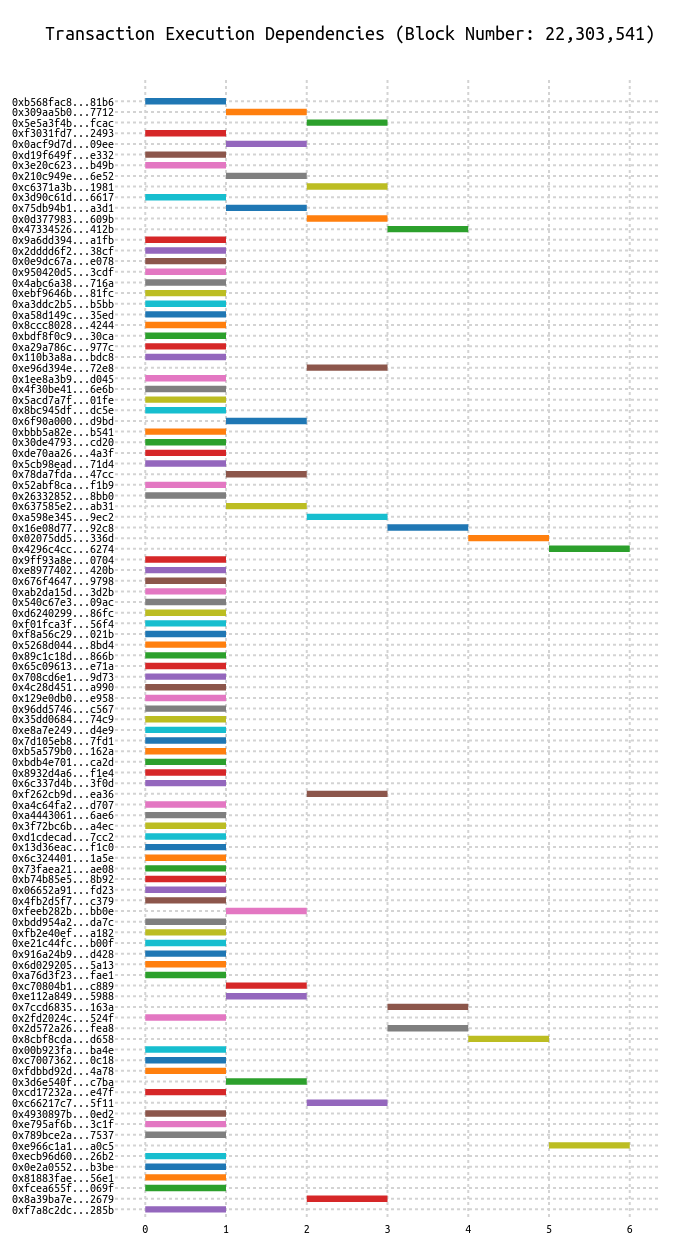 Transaction Execution Dependencies (Block Number: 22,303,541)
0xb568fac8...81b6
0x309aa5b0...7712
0x5e5a3f4b...fcac
0xf3031fd7...2493
0x0acf9d7d...09ee
0xd19f649f...e332
0x3e20c623...b49b
0x210c949e...6e52
0xc6371a3b...1981
0x3d90c61d...6617
0x75db94b1...a3d1
0x0d377983...609b
0x47334526...412b
0x9a6dd394...a1fb
0x2dddd6f2...38cf
0x0e9dc67a...e078
0x950420d5...3cdf
0x4abc6a38...716a
0xebf9646b...81fc
0xa3ddc2b5...b5bb
0xa58d149c...35ed
0x8ccc8028...4244
0xbdf8f0c9...30ca
0xa29a786c...977c
0x110b3a8a...bdc8
0xe96d394e...72e8
0x1ee8a3b9...d045
0x4f30be41...6e6b
0x5acd7a7f...01fe
0x8bc945df...dc5e
0x6f90a000...d9bd
0xbbb5a82e...b541
0x30de4793...cd20
0xde70aa26...4a3f
0x5cb98ead...71d4
0x78da7fda...47cc
0x52abf8ca...f1b9
0x26332852...8bb0
0x637585e2...ab31
0xa598e345...9ec2
0x16e08d77...92c8
0x02075dd5...336d
0x4296c4cc...6274
0x9ff93a8e...0704
0xe8977402...420b
0x676f4647...9798
0xab2da15d...3d2b
0x540c67e3...09ac
0xd6240299...86fc
0xf01fca3f...56f4
0xf8a56c29...021b
0x5268d044...8bd4
0x89c1c18d...866b
0x65c09613...e71a
0x708cd6e1...9d73
0x4c28d451...a990
0x129e0db0...e958
0x96dd5746...c567
0x35dd0684...74c9
0xe8a7e249...d4e9
0x7d105eb8...7fd1
0xb5a579b0...162a
0xbdb4e701...ca2d
0x8932d4a6...f1e4
0x6c337d4b...3f0d
0xf262cb9d...ea36
0xa4c64fa2...d707
0xa4443061...6ae6
0x3f72bc6b...a4ec
0xd1cdecad...7cc2
0x13d36eac...f1c0
0x6c324401...1a5e
0x73faea21...ae08
0xb74b85e5...8b92
0x06652a91...fd23
0x4fb2d5f7...c379
0xfeeb282b...bb0e
0xbdd954a2...da7c
0xfb2e40ef...a182
0xe21c44fc...b00f
0x916a24b9...d428
0x6d029205...5a13
0xa76d3f23...fae1
0xc70804b1...c889
0xe112a849...5988
0x7ccd6835...163a
0x2fd2024c...524f
0x2d572a26...fea8
0x8cbf8cda...d658
0x00b923fa...ba4e
0xc7007362...0c18
0xfdbbd92d...4a78
0x3d6e540f...c7ba
0xcd17232a...e47f
0xc66217c7...5f11
0x4930897b...0ed2
0xe795af6b...3c1f
0x789bce2a...7537
0xe966c1a1...a0c5
0xecb96d60...26b2
0x0e2a0552...b3be
0x81883fae...56e1
0xfcea655f...069f
0x8a39ba7e...2679
0xf7a8c2dc...285b
0 1 2 3 4 5 6